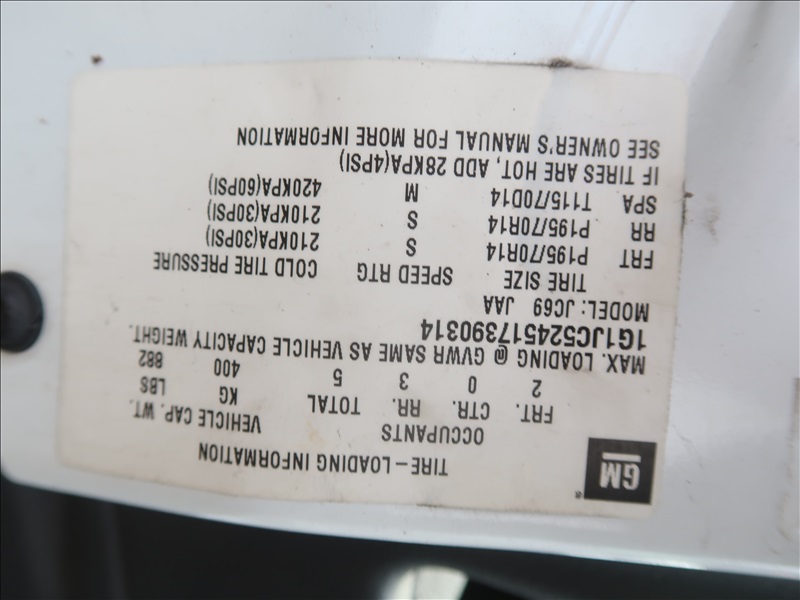 GM
TIRE-LOADING INFORMATION
OCCUPANTS VEHICLE CAP. WT.
FRT. CTR. RR. TOTAL KG LBS
2 0 3 5 400 882
MAX. LOADING @ GVWR SAME AS VEHICLE CAPACITY WEIGHT.
1G1JC524517390314
MODEL: JC69 JAA
TIRE SIZE SPEED RTG COLD TIRE PRESSURE
FRT P195/70R14 S 210KPA(30PSI)
RR P195/70R14 S 210KPA(30PSI)
SPA T115/70D14 M 420KPA(60PSI)
IF TIRES ARE HOT, ADD 28KPA(4PSI)
SEE OWNER'S MANUAL FOR MORE INFORMATION